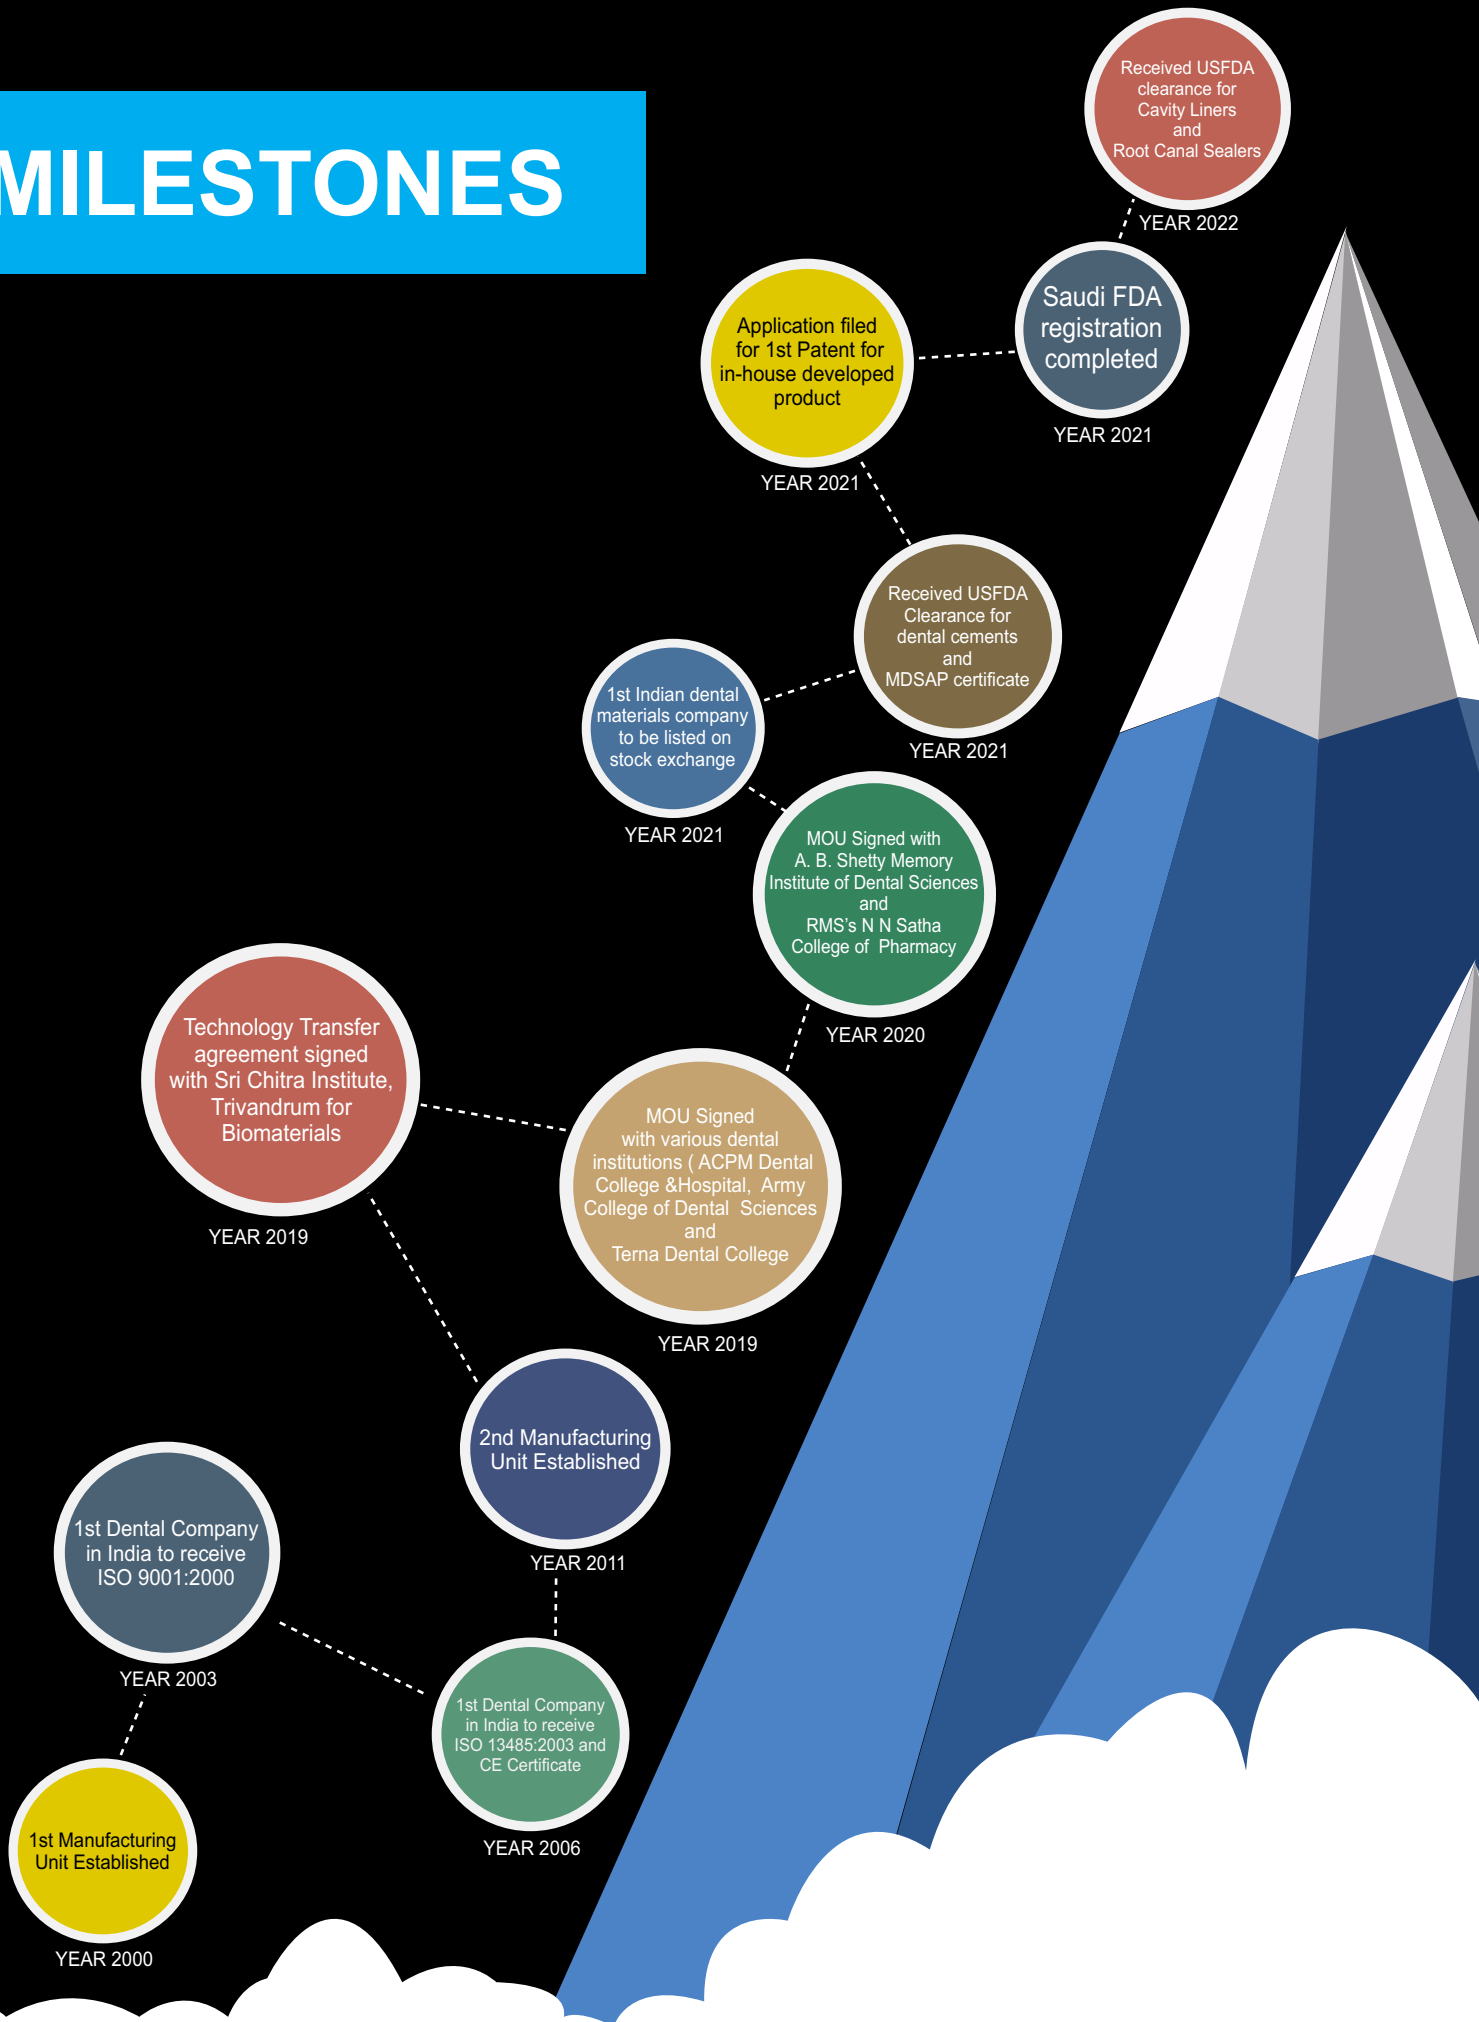 MILESTONES
Received USFDA
clearance for
Cavity Liners
and
Root Canal Sealers
YEAR 2022
Saudi FDA
registration
completed
YEAR 2021
Application filed
for 1st Patent for
in-house developed
product
YEAR 2021
Received USFDA
Clearance for
dental cements
and
MDSAP certificate
YEAR 2021
1st Indian dental
materials company
to be listed on
stock exchange
YEAR 2021
MOU Signed with
A. B. Shetty Memory
Institute of Dental Sciences
and
RMS's N N Satha
College of Pharmacy
YEAR 2020
Technology Transfer
agreement signed
with Sri Chitra Institute,
Trivandrum for
Biomaterials
YEAR 2019
MOU Signed
with various dental
institutions ( ACPM Dental
College &Hospital, Army
College of Dental Sciences
and
Terna Dental College
YEAR 2019
2nd Manufacturing
Unit Established
YEAR 2011
1st Dental Company
in India to receive
ISO 9001:2000
YEAR 2003
1st Dental Company
in India to receive
ISO 13485:2003 and
CE Certificate
YEAR 2006
1st Manufacturing
Unit Established
YEAR 2000